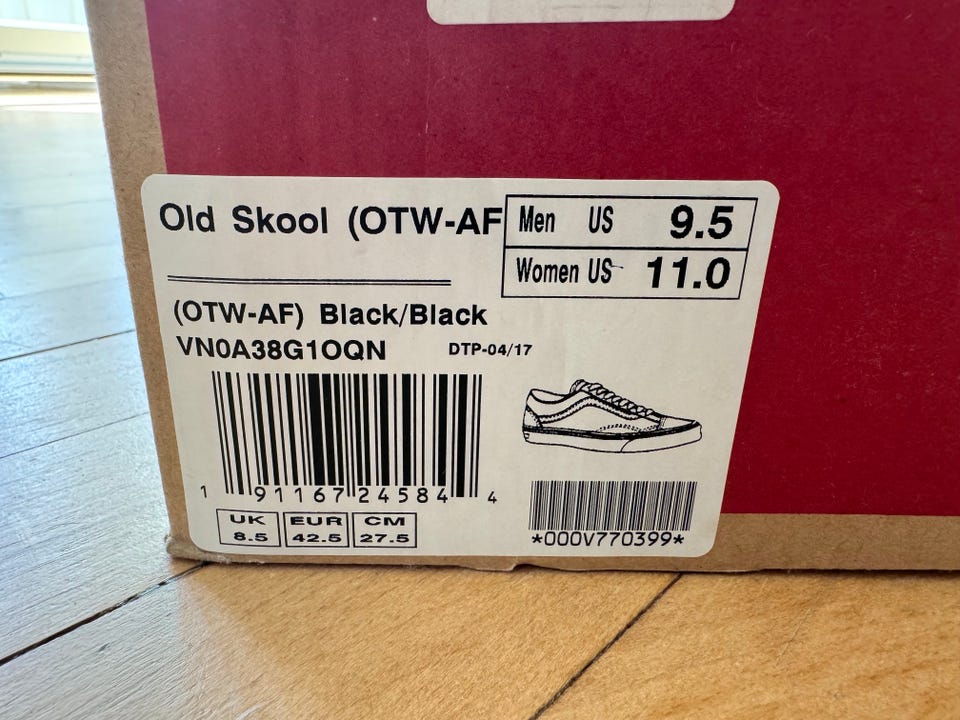 Old Skool (OTW-AF
Men US 9.5
Women US 11.0
(OTW-AF) Black/Black
VN0A38G1OQN
DTP-04/17
1 91167 24584 4
*000V770399*
UK EUR CM
8.5 42.5 27.5